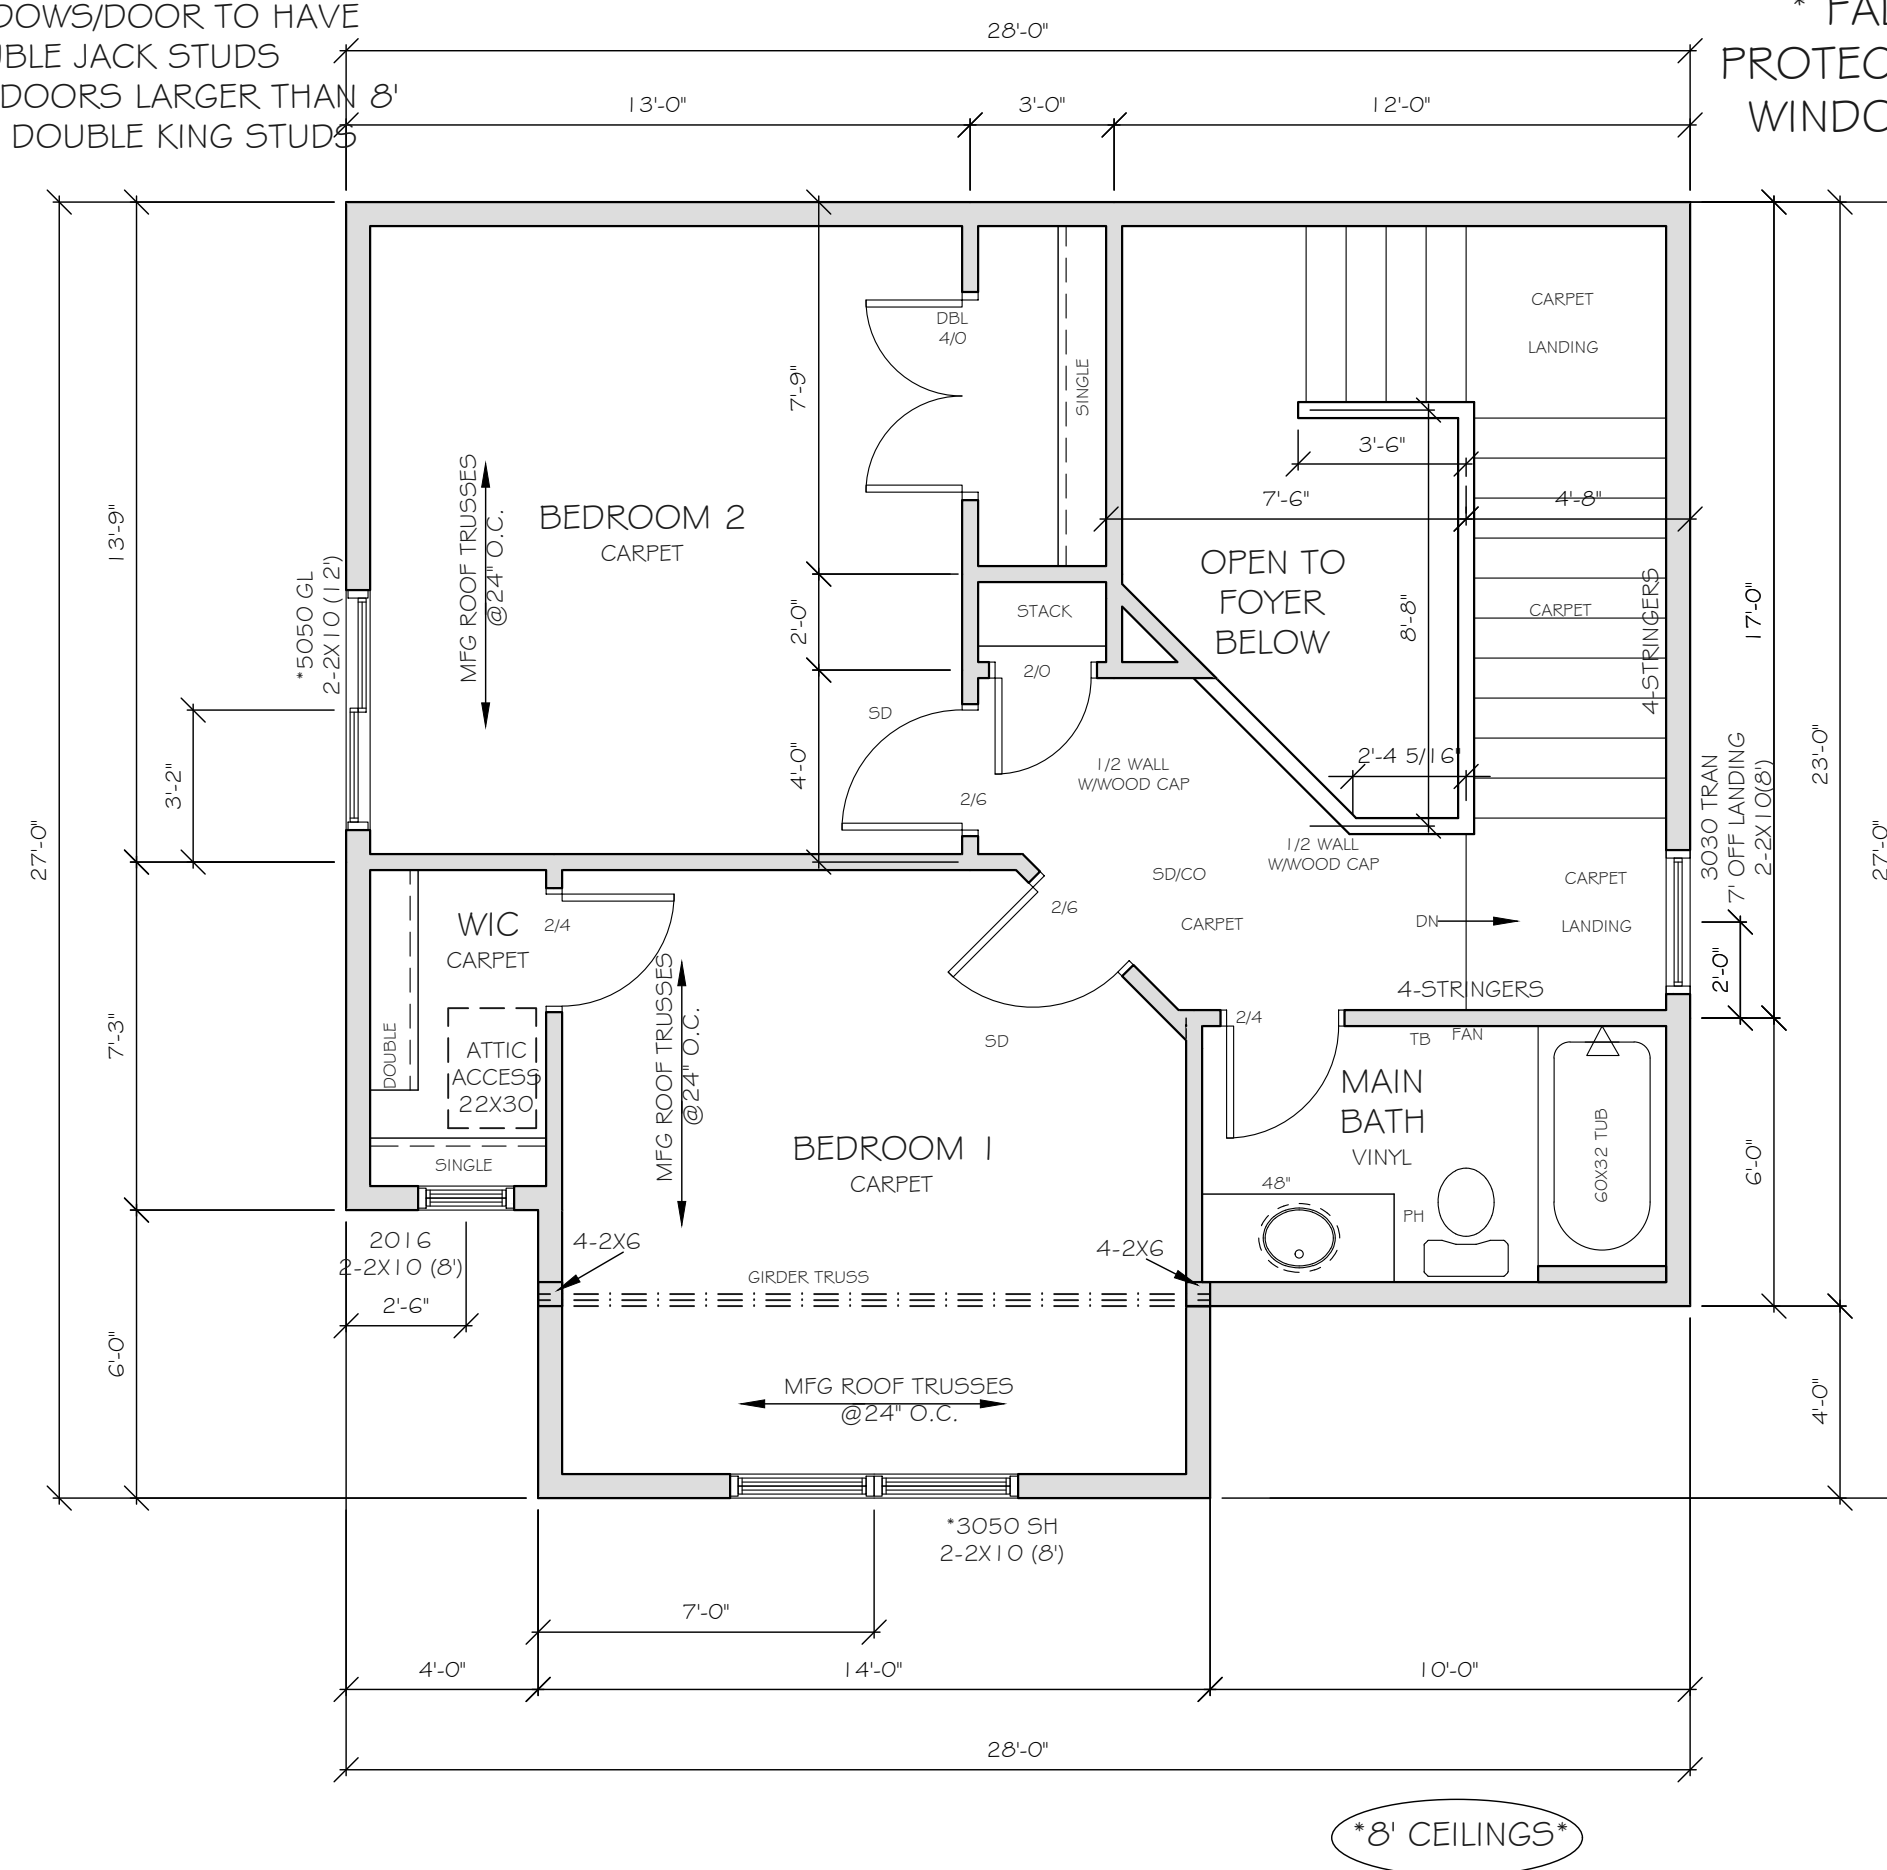 DOWS/DOOR TO HAVE
UBLE JACK STUDS
DOORS LARGER THAN 8'
DOUBLE KING STUDS
* FAL
PROTEC
WINDO
28'-0"
13'-0"
3'-0"
12'-0"
27'-0"
13'-9"
3'-2"
7'-3"
6'-0"
*5050 GL
2-2X10 (12')
MFG ROOF TRUSSES
@24" O.C.
BEDROOM 2
CARPET
7'-9"
2'-0"
4'-0"
DBL
4/0
SINGLE
STACK
2/0
SD
2/6
1/2 WALL
W/WOOD CAP
OPEN TO
FOYER
BELOW
3'-6"
7'-6"
4'-8"
8'-8"
2'-4 5/16"
CARPET
LANDING
CARPET
4-STRINGERS
1/2 WALL
W/WOOD CAP
SD/CO
CARPET
DN
CARPET
LANDING
4-STRINGERS
3030 TRAN
7' OFF LANDING
2-2X10(8')
17'-0"
2'-0"
6'-0"
23'-0"
4'-0"
27'-0"
WIC
CARPET
2/4
DOUBLE
ATTIC
ACCESS
22X30
SINGLE
2016
2-2X10 (8')
2'-6"
MFG ROOF TRUSSES
@24" O.C.
2/6
SD
BEDROOM 1
CARPET
4-2X6
4-2X6
GIRDER TRUSS
MFG ROOF TRUSSES
@24" O.C.
2/4
TB
FAN
MAIN
BATH
VINYL
48"
PH
60X32 TUB
*3050 SH
2-2X10 (8')
7'-0"
4'-0"
14'-0"
10'-0"
28'-0"
*8' CEILINGS*